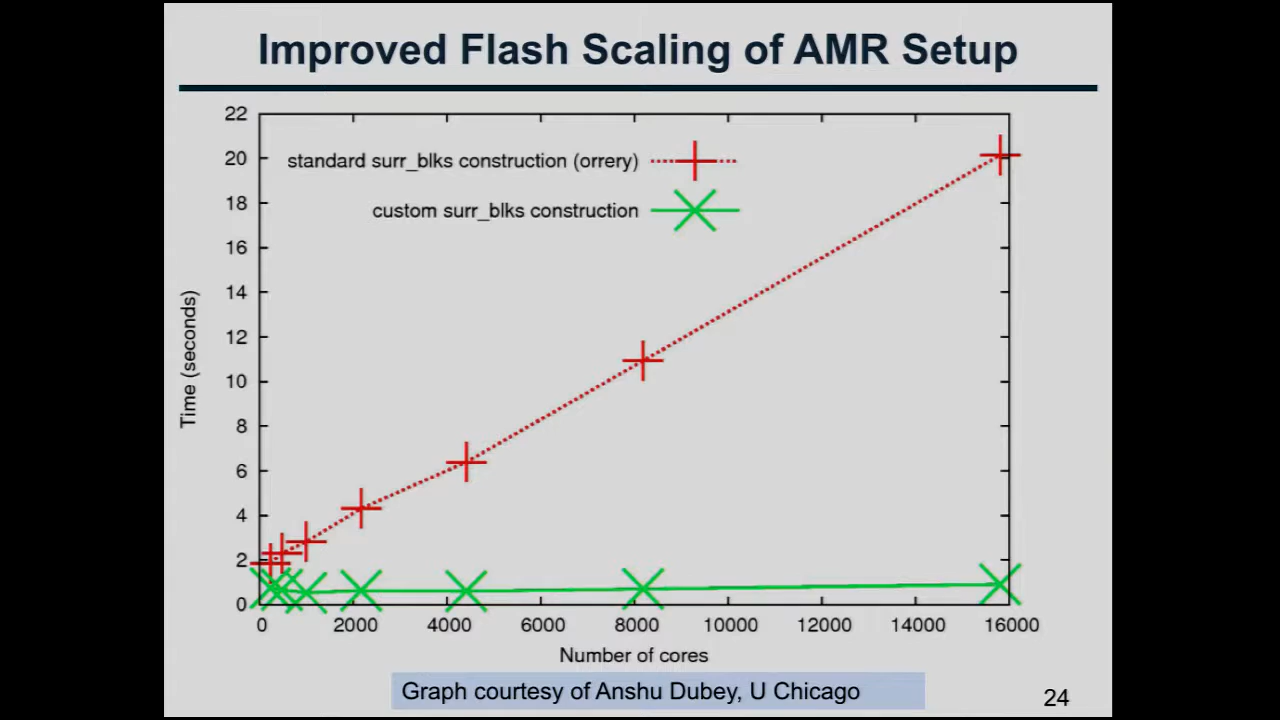 Improved Flash Scaling of AMR Setup
22
20
18
16
14
12
10
8
6
4
2
0
Time (seconds)
standard surr_blks construction (orrery)
custom surr_blks construction
0 2000 4000 6000 8000 10000 12000 14000 16000
Number of cores
Graph courtesy of Anshu Dubey, U Chicago
24